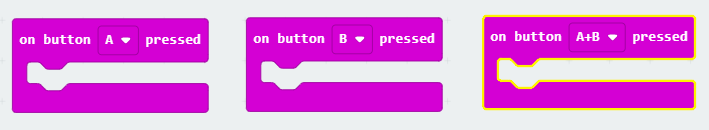 on button A pressed
on button B pressed
on button A+B pressed